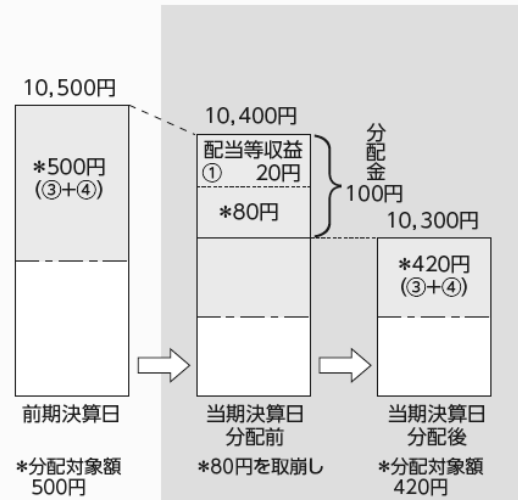 10,500円
*500円
(③+④)
前期決算日
*分配対象額
500円
10,400円
配当等収益
① 20円
*80円
分配金
100円
当期決算日
分配前
*80円を取崩し
10,300円
*420円
(③+④)
当期決算日
分配後
*分配対象額
420円